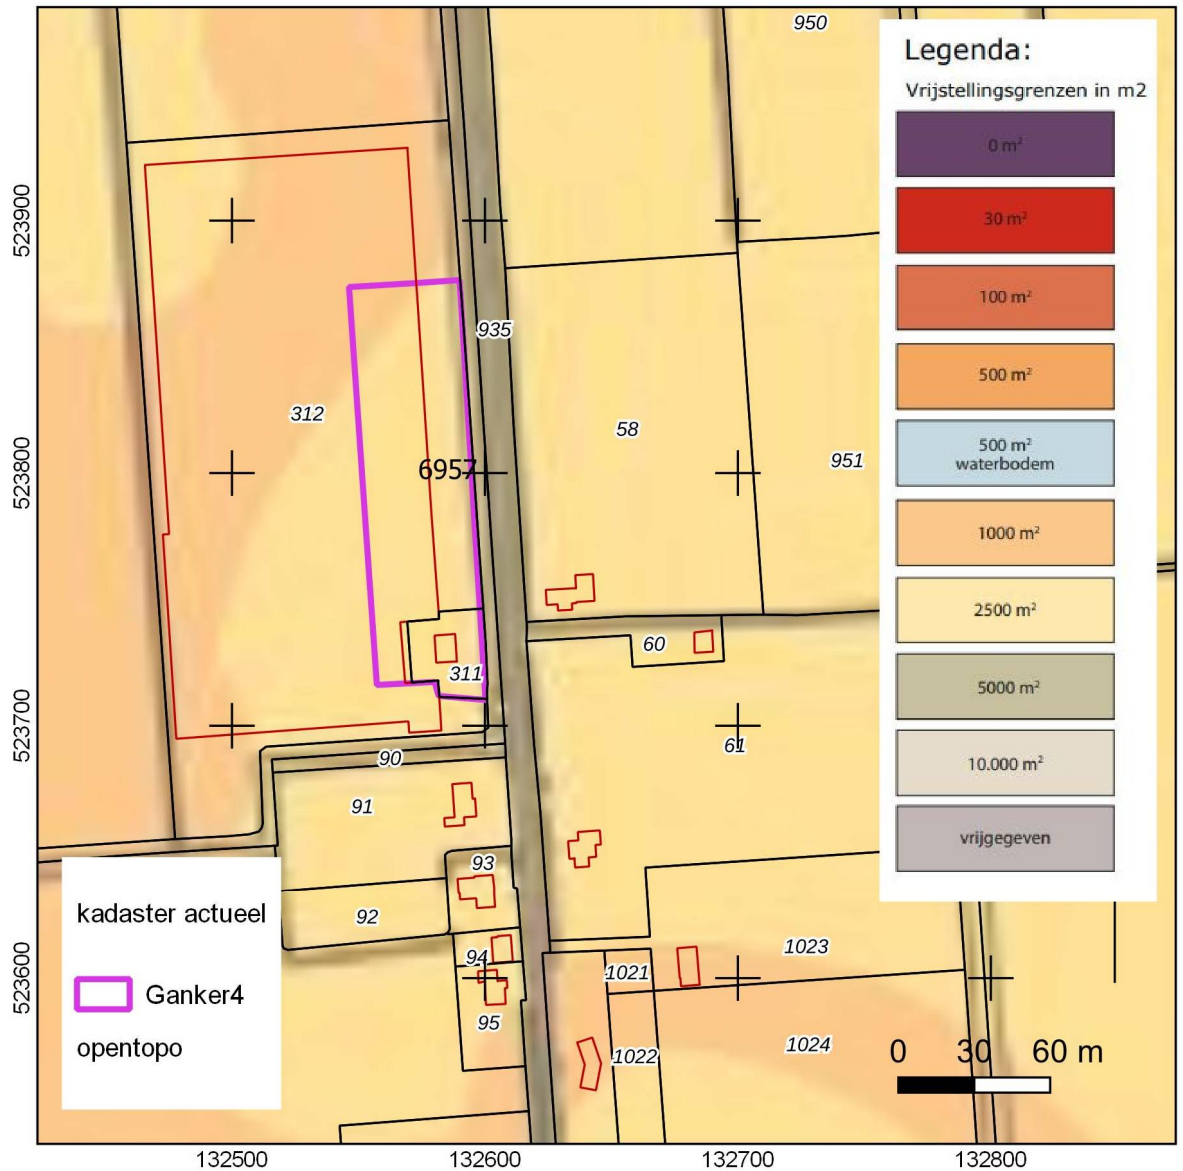 950
Legenda:
Vrijstellingsgrenzen in m2
0 m²
30 m²
100 m²
500 m²
500 m²
waterbodem
1000 m²
2500 m²
5000 m²
10.000 m²
vrijgegeven
523900
523800
523700
523600
935
312
58
951
6957
60
311
61
90
91
93
92
94
95
1021
1023
1022
1024
kadaster actueel
Ganker4
opentopo
0 30 60 m
132500 132600 132700 132800